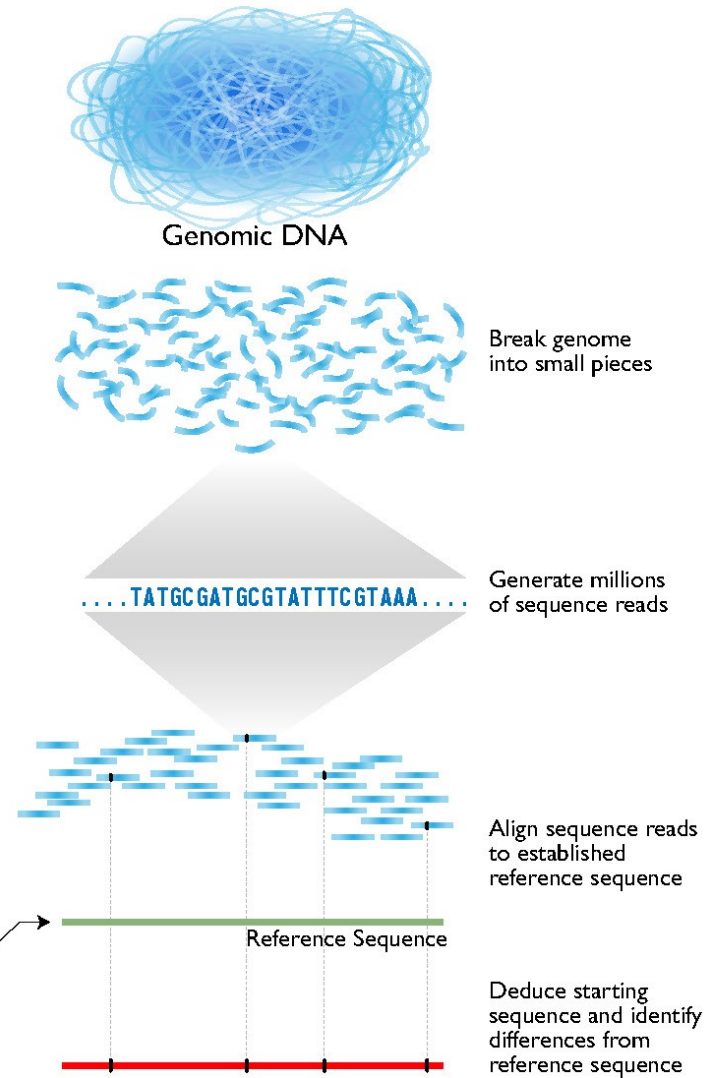 Genomic DNA
Break genome
into small pieces
Generate millions
of sequence reads
....TATGCGATGCGTATTTCGTAAA....
Align sequence reads
to established
reference sequence
Reference Sequence
Deduce starting
sequence and identify
differences from
reference sequence